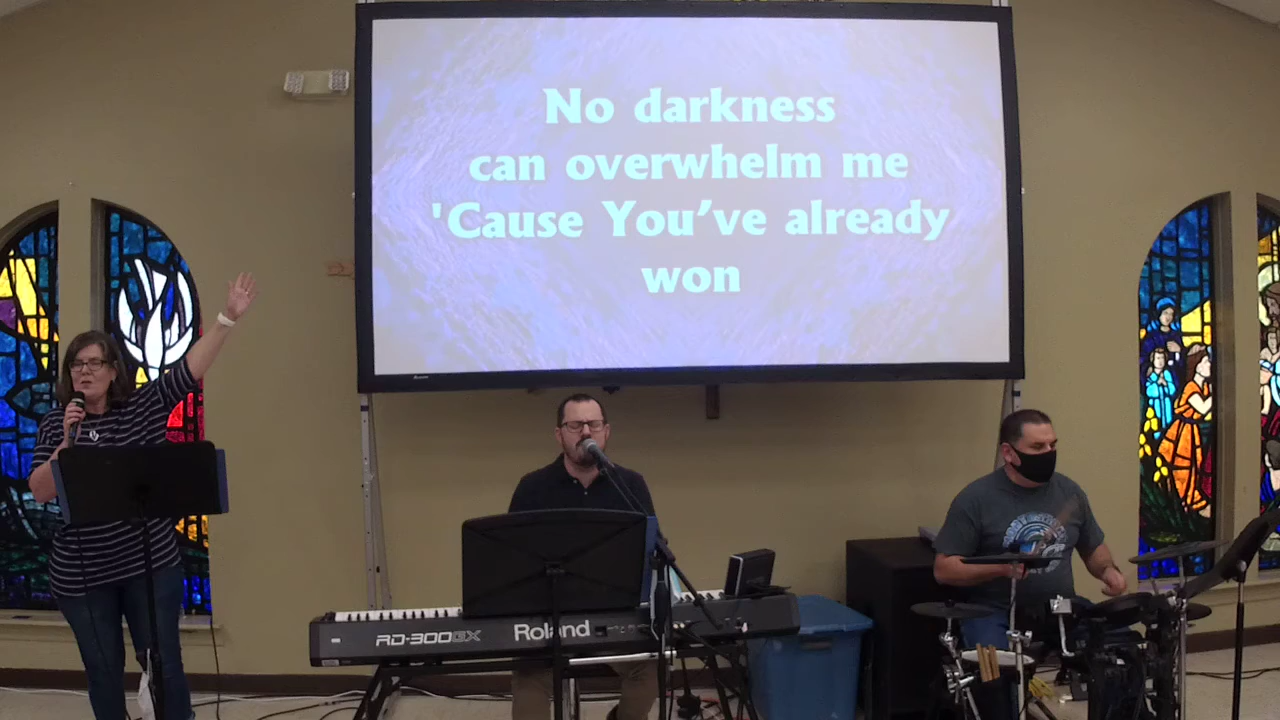 No darkness
can overwhelm me
'Cause You’ve already
won
RD-300GX Roland